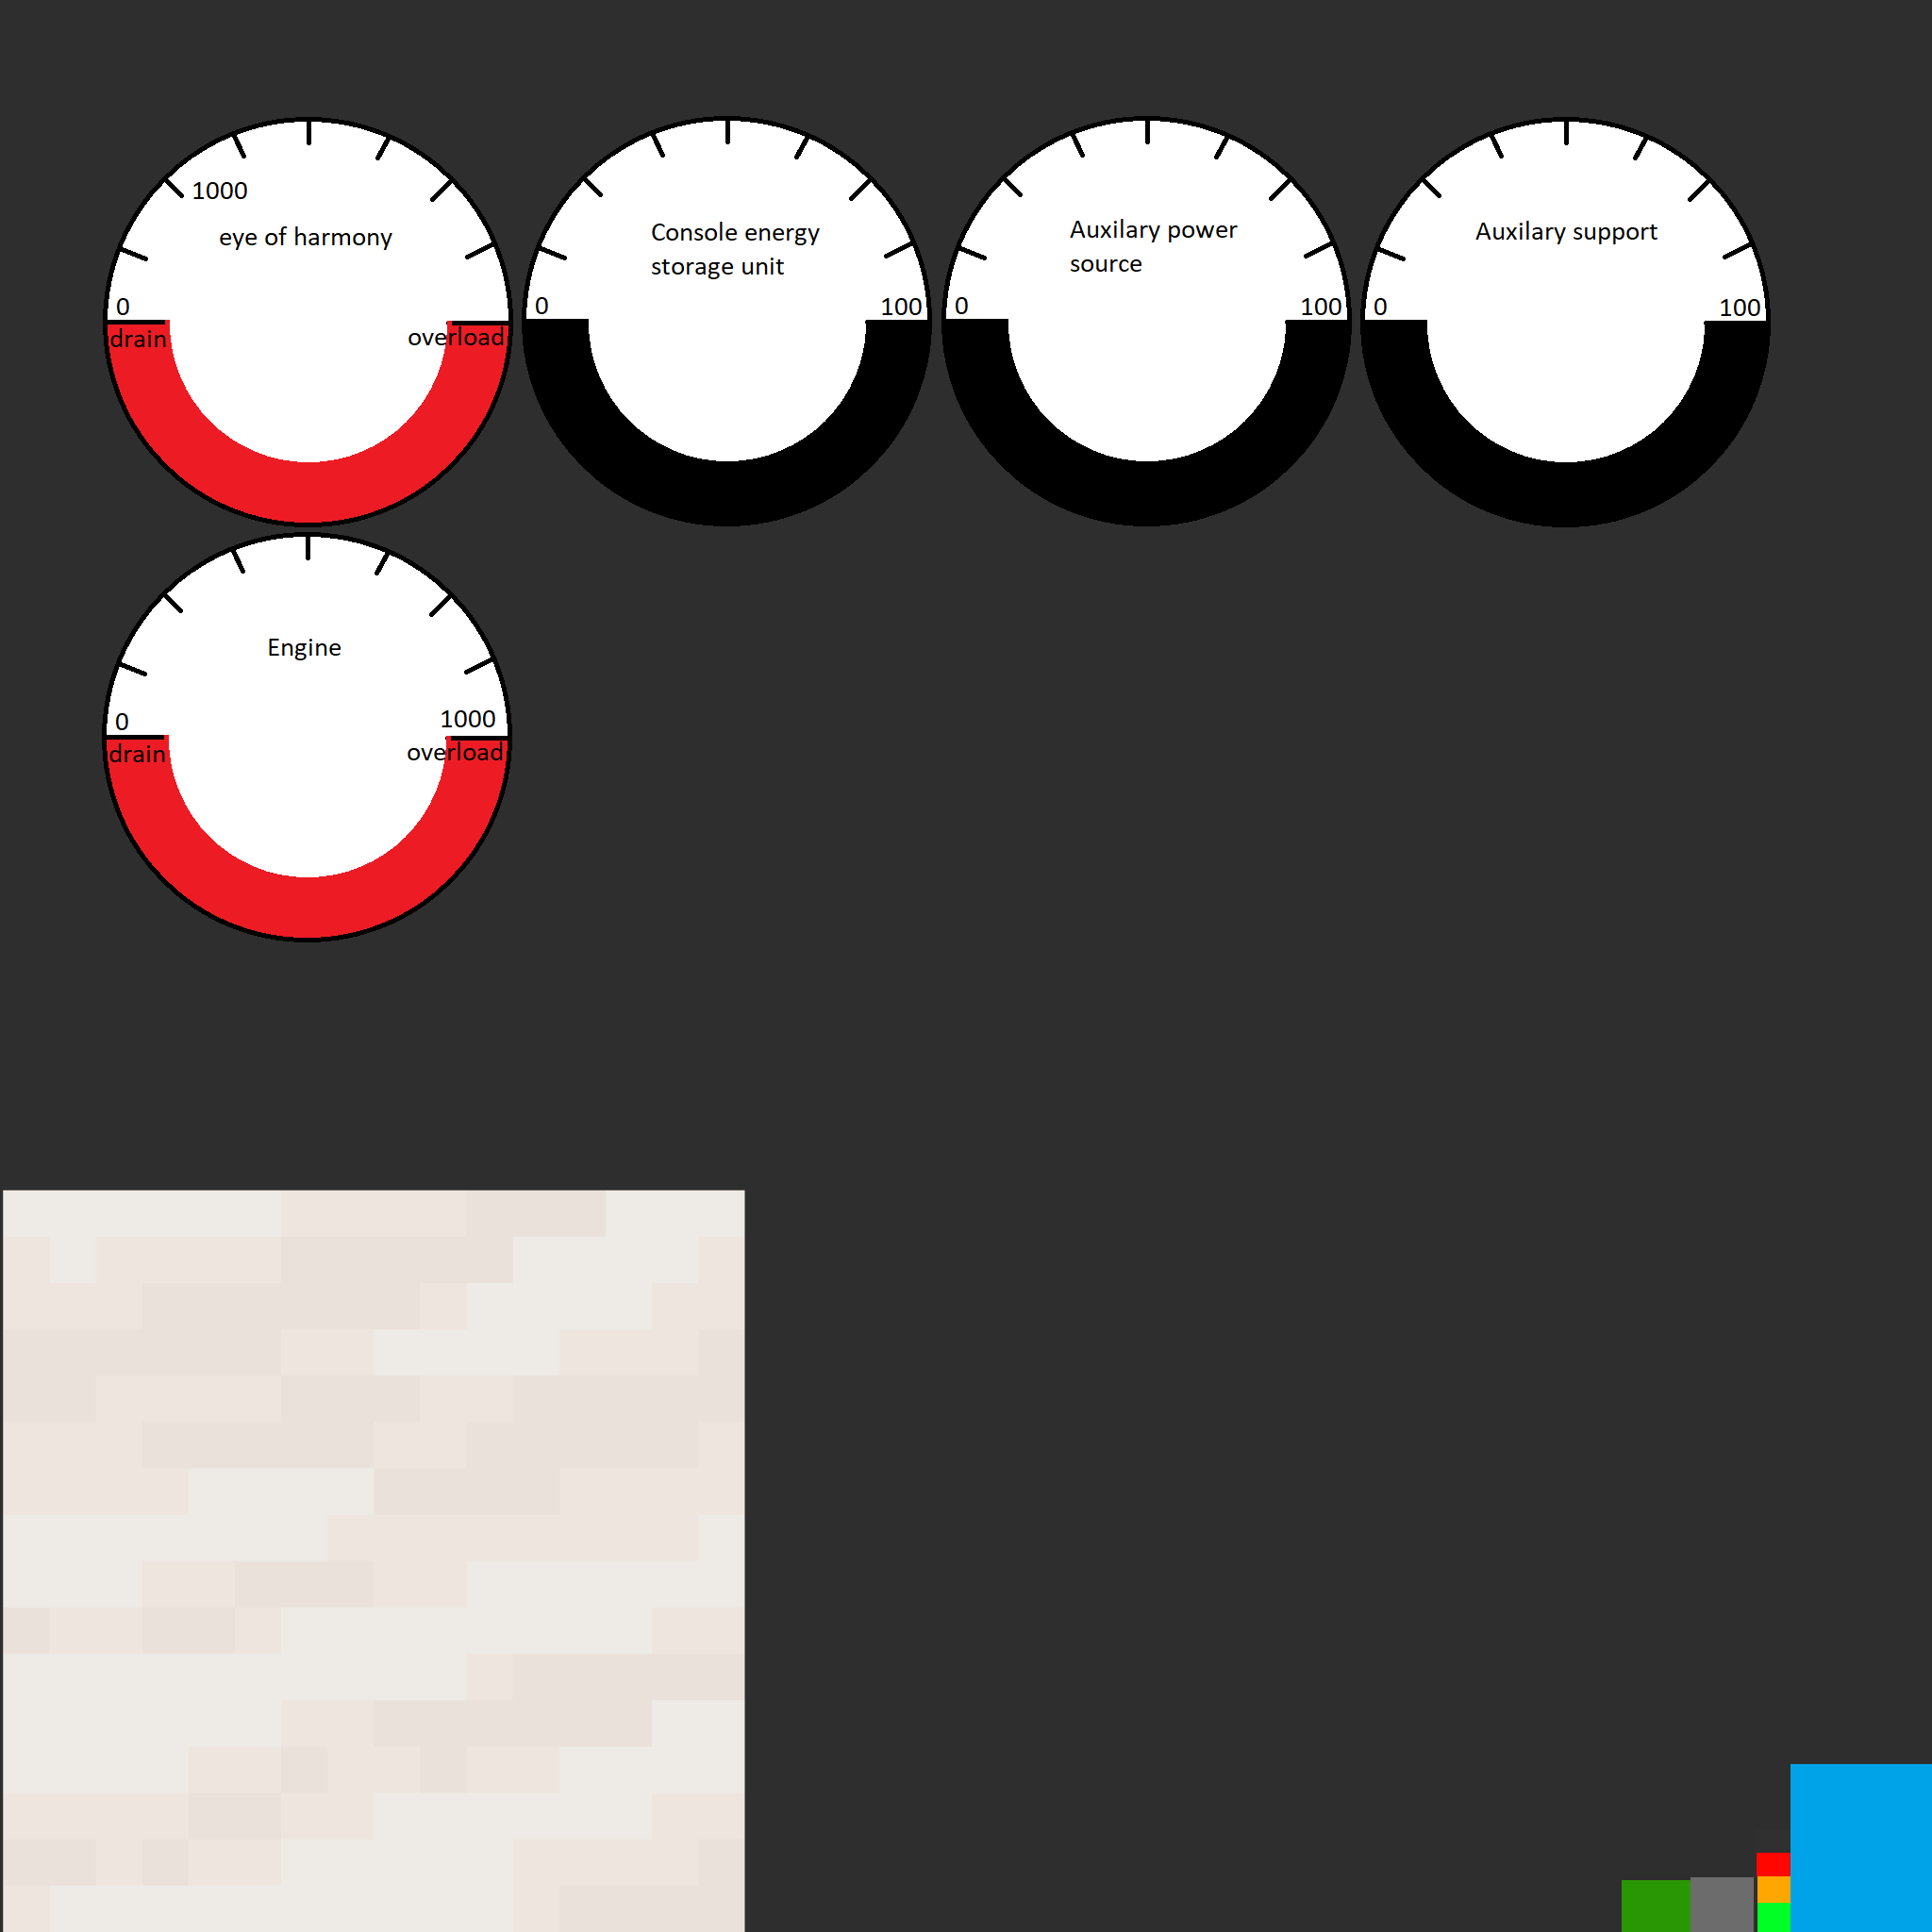 1000
eye of harmony
0
drain
overload
Console energy
storage unit
0
100
Auxilary power
source
0
100
Auxilary support
0
100
Engine
0
1000
drain
overload